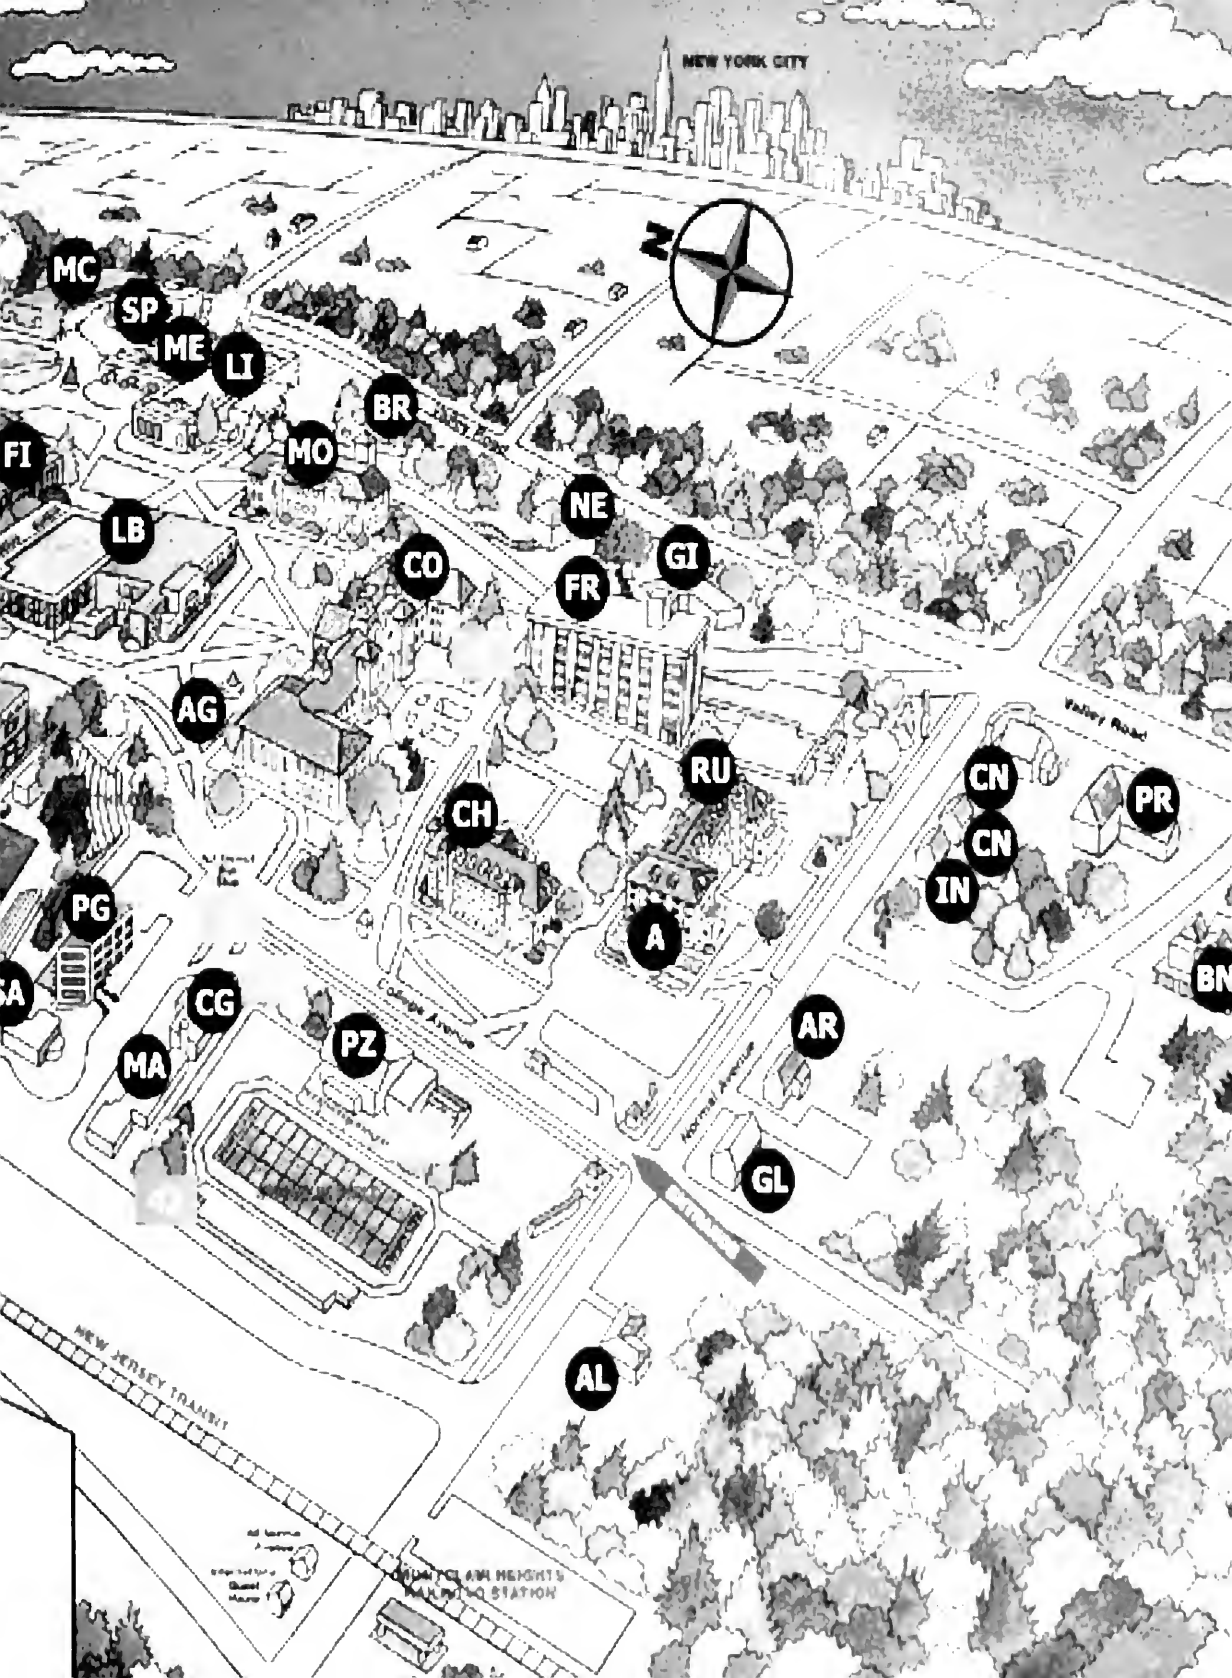 NEW YORK CITY
N
MC
SP
ME
LI
BR
MO
FI
LB
NE
GI
CO
FR
Valley Road
AG
RU
CN
PR
CH
CN
IN
PG
A
BN
SA
CG
AR
College Avenue
PZ
MA
Normal Avenue
GL
ENTRANCE
NEW JERSEY TRANSIT
AL
MONTCLAIR HEIGHTS
RAILROAD STATION